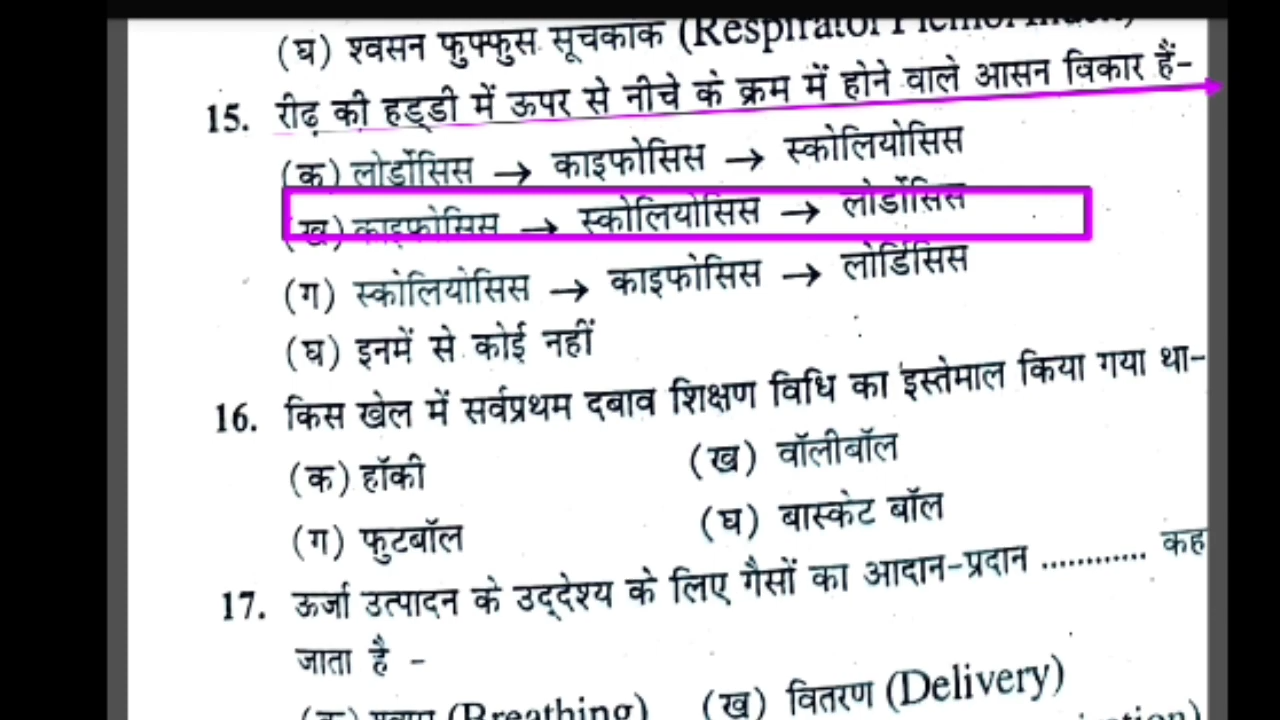 (घ) श्वसन फुफ्फुस सूचकांक (Respirator
15. रीढ़ की हड्डी में ऊपर से नीचे के क्रम में होने वाले आसन विकार हैं-
(क) लोर्डोसिस → काइफोसिस → स्कोलियोसिस
(ख) काइफोसिस → स्कोलियोसिस → लोर्डोसिस
(ग) स्कोलियोसिस → काइफोसिस → लोर्डिसिस
(घ) इनमें से कोई नहीं
16. किस खेल में सर्वप्रथम दबाव शिक्षण विधि का इस्तेमाल किया गया था-
(क) हॉकी (ख) वॉलीबॉल
(ग) फुटबॉल (घ) बास्केट बॉल
17. ऊर्जा उत्पादन के उद्देश्य के लिए गैसों का आदान-प्रदान ............ कह
जाता है -
(Breathing) (ख) वितरण (Delivery)